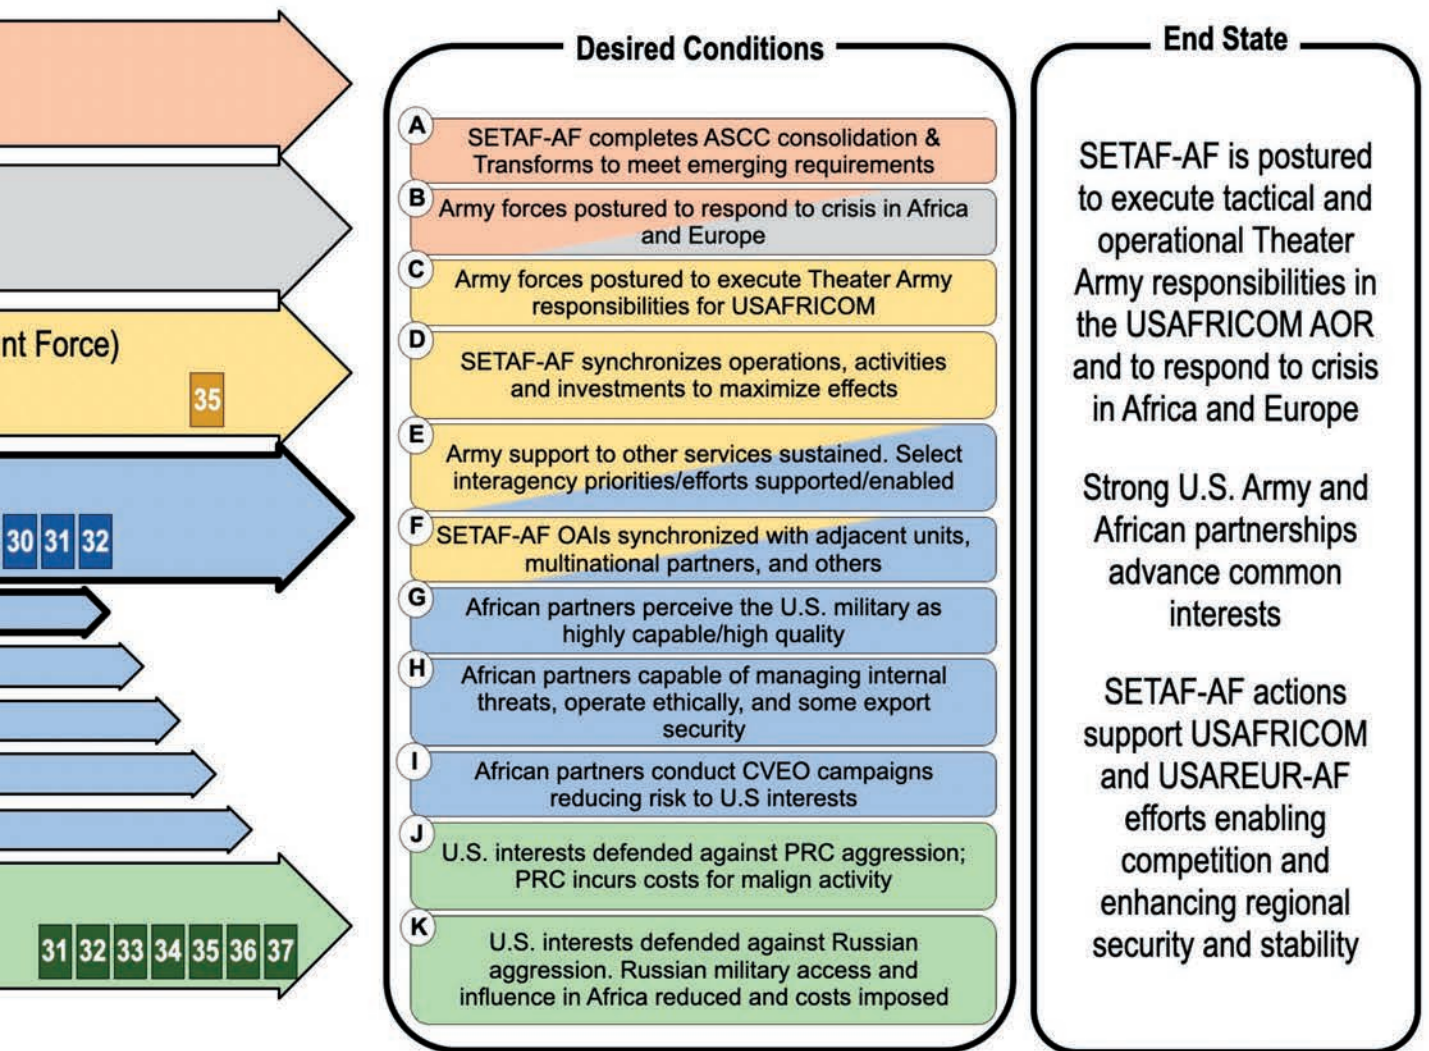 nt Force)
35
30 31 32
31 32 33 34 35 36 37
Desired Conditions
A
SETAF-AF completes ASCC consolidation &
Transforms to meet emerging requirements
B
Army forces postured to respond to crisis in Africa
and Europe
C
Army forces postured to execute Theater Army
responsibilities for USAFRICOM
D
SETAF-AF synchronizes operations, activities
and investments to maximize effects
E
Army support to other services sustained. Select
interagency priorities/efforts supported/enabled
F
SETAF-AF OAIs synchronized with adjacent units,
multinational partners, and others
G
African partners perceive the U.S. military as
highly capable/high quality
H
African partners capable of managing internal
threats, operate ethically, and some export
security
I
African partners conduct CVEO campaigns
reducing risk to U.S interests
J
U.S. interests defended against PRC aggression;
PRC incurs costs for malign activity
K
U.S. interests defended against Russian
aggression. Russian military access and
influence in Africa reduced and costs imposed
End State
SETAF-AF is postured
to execute tactical and
operational Theater
Army responsibilities in
the USAFRICOM AOR
and to respond to crisis
in Africa and Europe
Strong U.S. Army and
African partnerships
advance common
interests
SETAF-AF actions
support USAFRICOM
and USAREUR-AF
efforts enabling
competition and
enhancing regional
security and stability